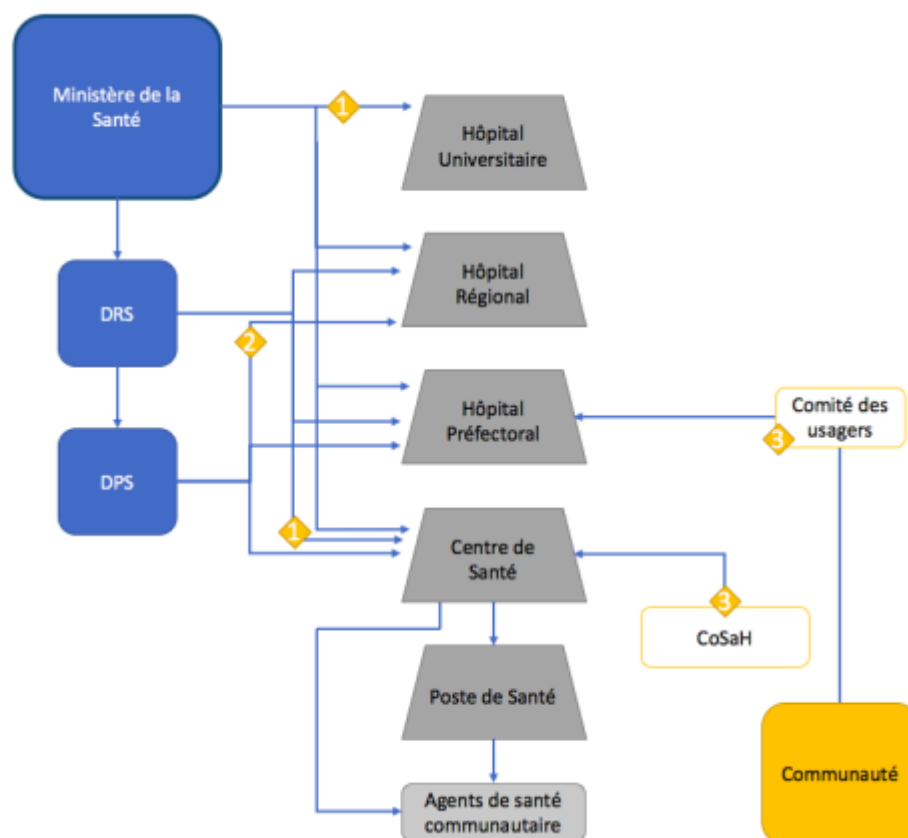 Ministère de la
Santé
1
Hôpital
Universitaire
DRS
Hôpital
Régional
2
DPS
Hôpital
Préfectoral
Comité des
usagers
3
1
Centre de
Santé
3
CoSaH
Poste de Santé
Communauté
Agents de santé
communautaire